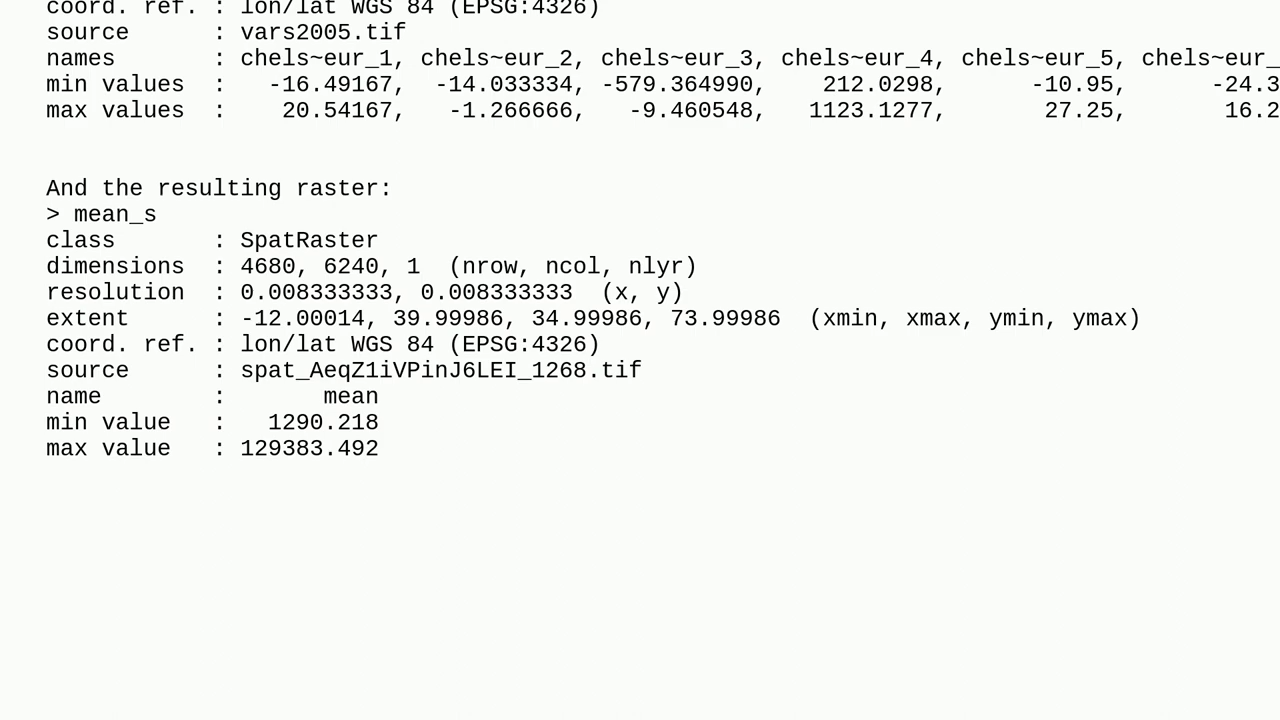 coord. ref. : lon/lat WGS 84 (EPSG:4326)
source      : vars2005.tif
names       : chels~eur_1, chels~eur_2, chels~eur_3, chels~eur_4, chels~eur_5, chels~eur_
min values  :   -16.49167,  -14.033334, -579.364990,    212.0298,      -10.95,      -24.3
max values  :    20.54167,   -1.266666,   -9.460548,   1123.1277,       27.25,       16.2
And the resulting raster:
> mean_s
class       : SpatRaster
dimensions  : 4680, 6240, 1  (nrow, ncol, nlyr)
resolution  : 0.008333333, 0.008333333  (x, y)
extent      : -12.00014, 39.99986, 34.99986, 73.99986  (xmin, xmax, ymin, ymax)
coord. ref. : lon/lat WGS 84 (EPSG:4326)
source      : spat_AeqZ1iVPinJ6LEI_1268.tif
name        :       mean
min value   :   1290.218
max value   : 129383.492